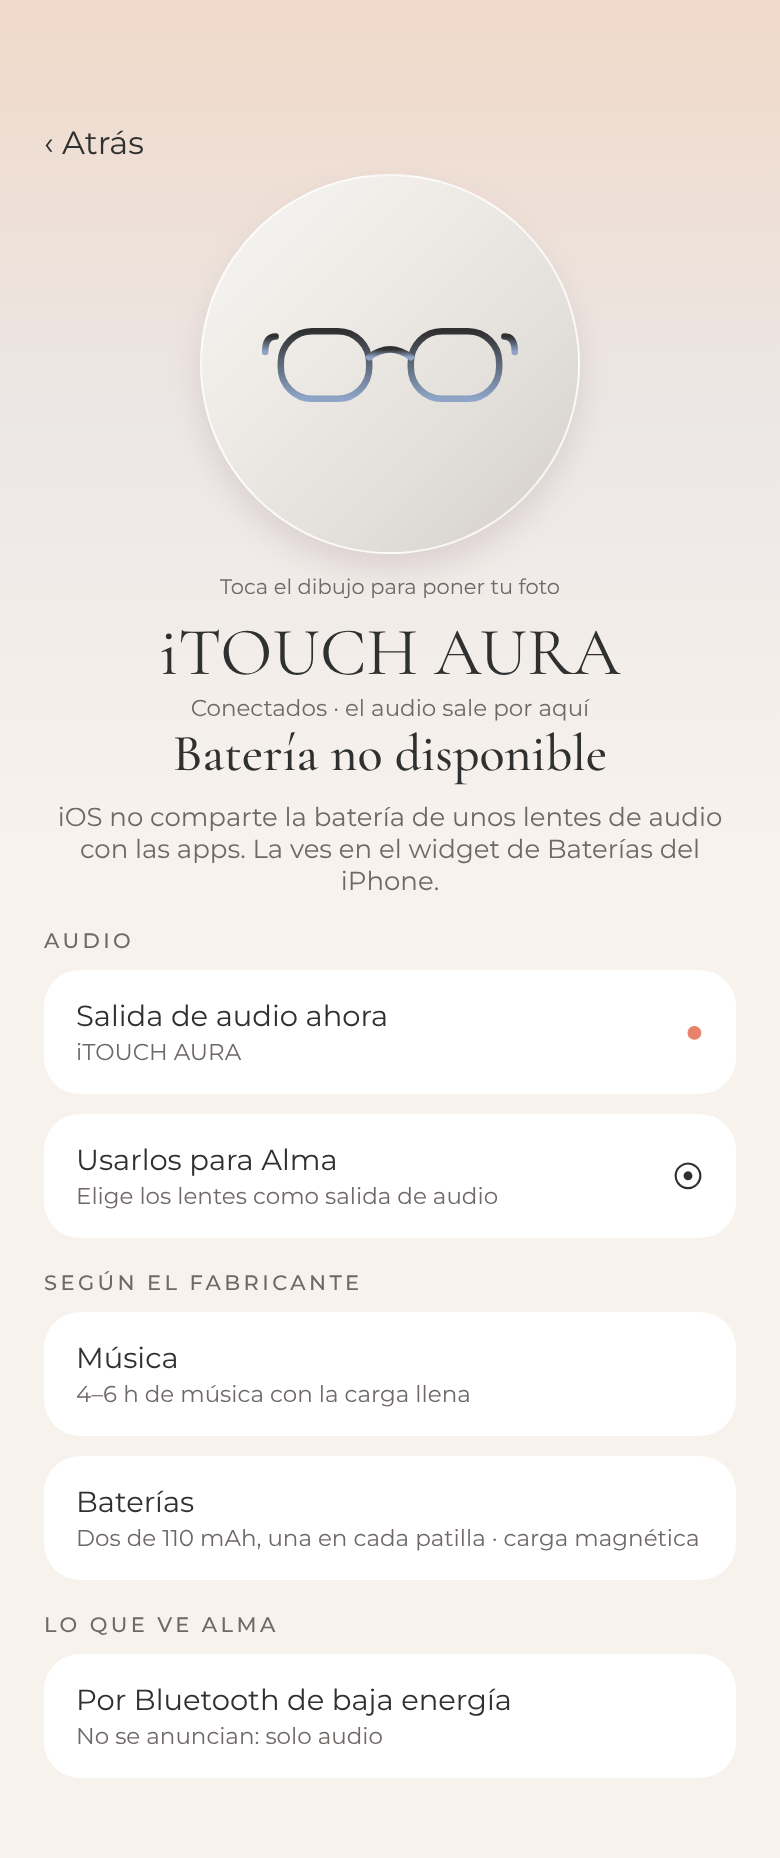 ‹ Atrás
Toca el dibujo para poner tu foto
iTOUCH AURA
Conectados · el audio sale por aquí
Batería no disponible
iOS no comparte la batería de unos lentes de audio
con las apps. La ves en el widget de Baterías del
iPhone.
AUDIO
Salida de audio ahora
iTOUCH AURA
Usarlos para Alma
Elige los lentes como salida de audio
SEGÚN EL FABRICANTE
Música
4–6 h de música con la carga llena
Baterías
Dos de 110 mAh, una en cada patilla · carga magnética
LO QUE VE ALMA
Por Bluetooth de baja energía
No se anuncian: solo audio